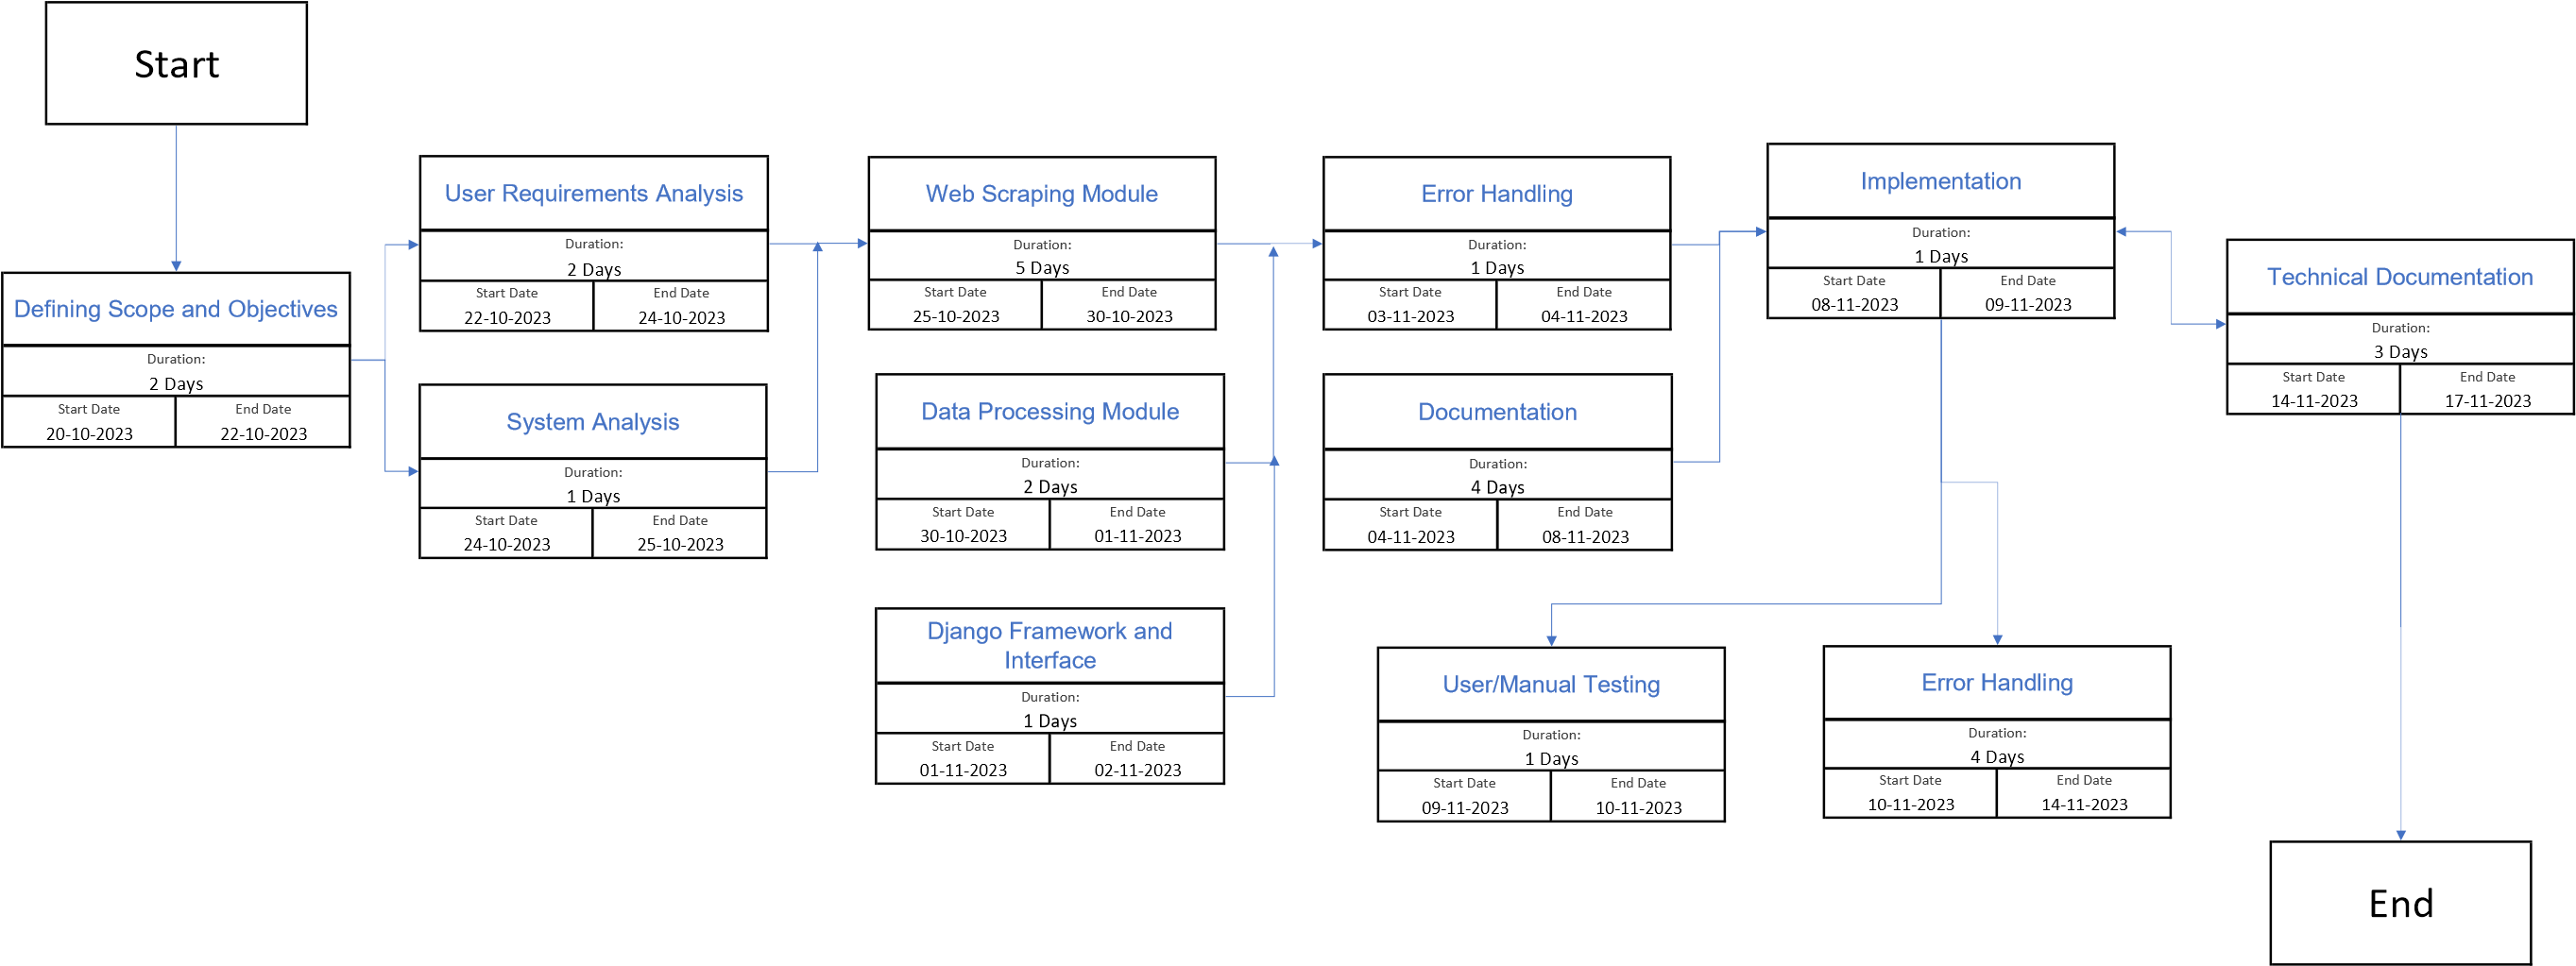 Start
Defining Scope and Objectives
Duration:
2 Days
Start Date
End Date
20-10-2023
22-10-2023
User Requirements Analysis
Duration:
2 Days
Start Date
End Date
22-10-2023
24-10-2023
System Analysis
Duration:
1 Days
Start Date
End Date
24-10-2023
25-10-2023
Web Scraping Module
Duration:
5 Days
Start Date
End Date
25-10-2023
30-10-2023
Data Processing Module
Duration:
2 Days
Start Date
End Date
30-10-2023
01-11-2023
Django Framework and
Interface
Duration:
1 Days
Start Date
End Date
01-11-2023
02-11-2023
Error Handling
Duration:
1 Days
Start Date
End Date
03-11-2023
04-11-2023
Documentation
Duration:
4 Days
Start Date
End Date
04-11-2023
08-11-2023
Implementation
Duration:
1 Days
Start Date
End Date
08-11-2023
09-11-2023
User/Manual Testing
Duration:
1 Days
Start Date
End Date
09-11-2023
10-11-2023
Error Handling
Duration:
4 Days
Start Date
End Date
10-11-2023
14-11-2023
Technical Documentation
Duration:
3 Days
Start Date
End Date
14-11-2023
17-11-2023
End